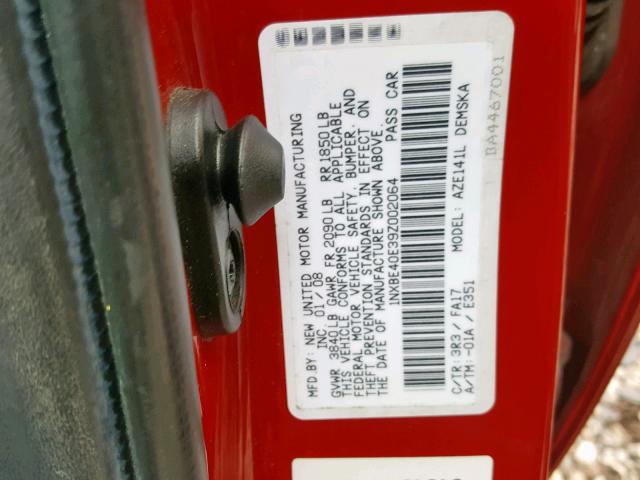 MFD.BY: NEW UNITED MOTOR MANUFACTURING
INC. 01/08
GVWR 3840LB GAWR FR 2090LB RR1850LB
THIS VEHICLE CONFORMS TO ALL APPLICABLE
FEDERAL MOTOR VEHICLE SAFETY, BUMPER, AND
THEFT PREVENTION STANDARDS IN EFFECT ON
THE DATE OF MANUFACTURE SHOWN ABOVE.
1NXBE40E39Z002064 PASS CAR
C/TR: 3R3 / FA17 AZE141L DEMSKA
A/TM: -01A / E351
BA4467001